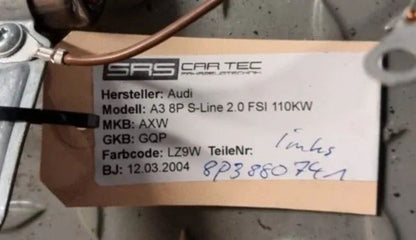 SRS CAR TEC
FAHRZEUGTECHNIK
Hersteller: Audi
Modell: A3 8P S-Line 2.0 FSI 110KW
MKB: AXW
GKB: GQP
Farbcode: LZ9W TeileNr: links
BJ: 12.03.2004 8P3880741